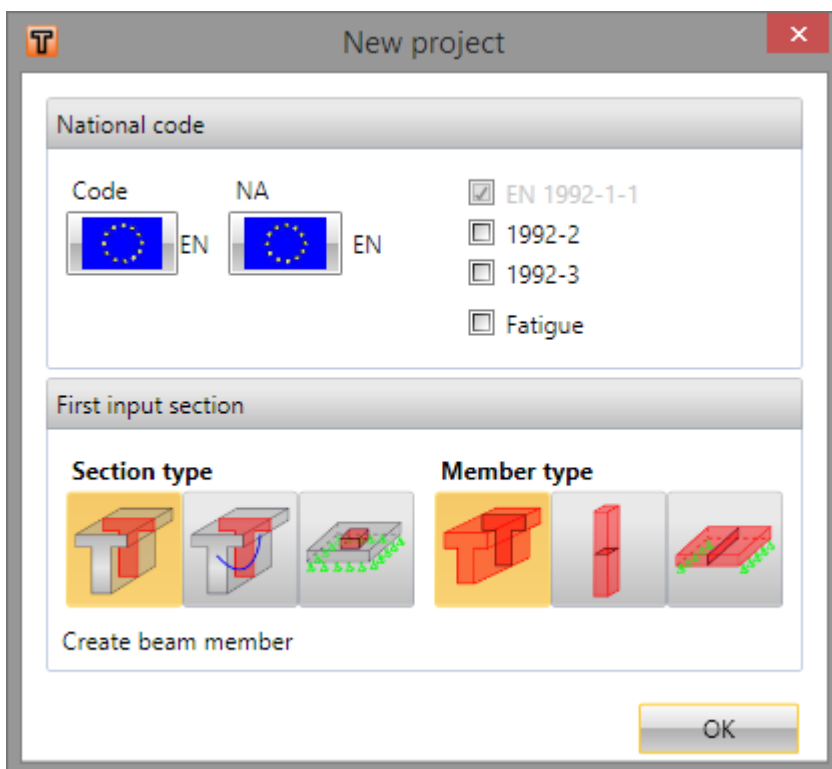 New project
National code
Code NA
EN EN
EN 1992-1-1
1992-2
1992-3
Fatigue
First input section
Section type Member type
Create beam member
OK